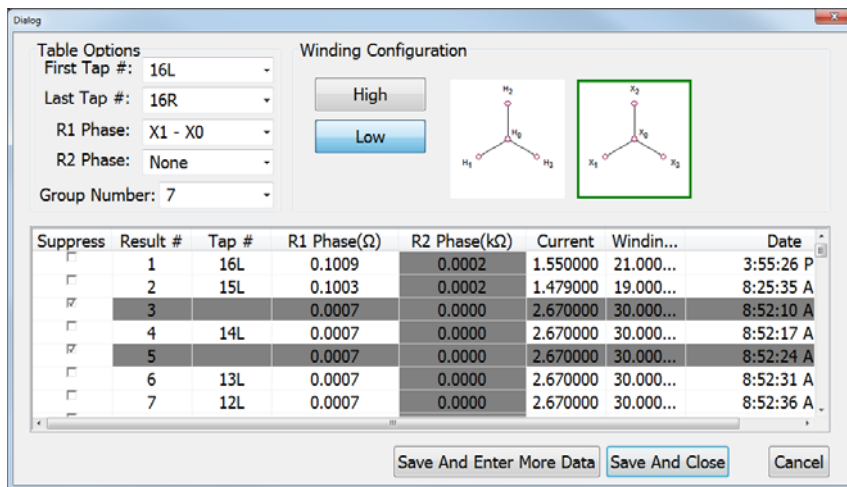 Dialog
Table Options
First Tap #: 16L
Last Tap #: 16R
R1 Phase: X1 - X0
R2 Phase: None
Group Number: 7
Winding Configuration
High
Low
H2
H0
H1
H3
X2
X0
X1
X3
Suppress Result # Tap # R1 Phase(Ω) R2 Phase(kΩ) Current Windin... Date
1 16L 0.1009 0.0002 1.550000 21.000... 3:55:26 P
2 15L 0.1003 0.0002 1.479000 19.000... 8:25:35 A
3 0.0007 0.0000 2.670000 30.000... 8:52:10 A
4 14L 0.0007 0.0000 2.670000 30.000... 8:52:17 A
5 0.0007 0.0000 2.670000 30.000... 8:52:24 A
6 13L 0.0007 0.0000 2.670000 30.000... 8:52:31 A
7 12L 0.0007 0.0000 2.670000 30.000... 8:52:36 A
Save And Enter More Data Save And Close Cancel